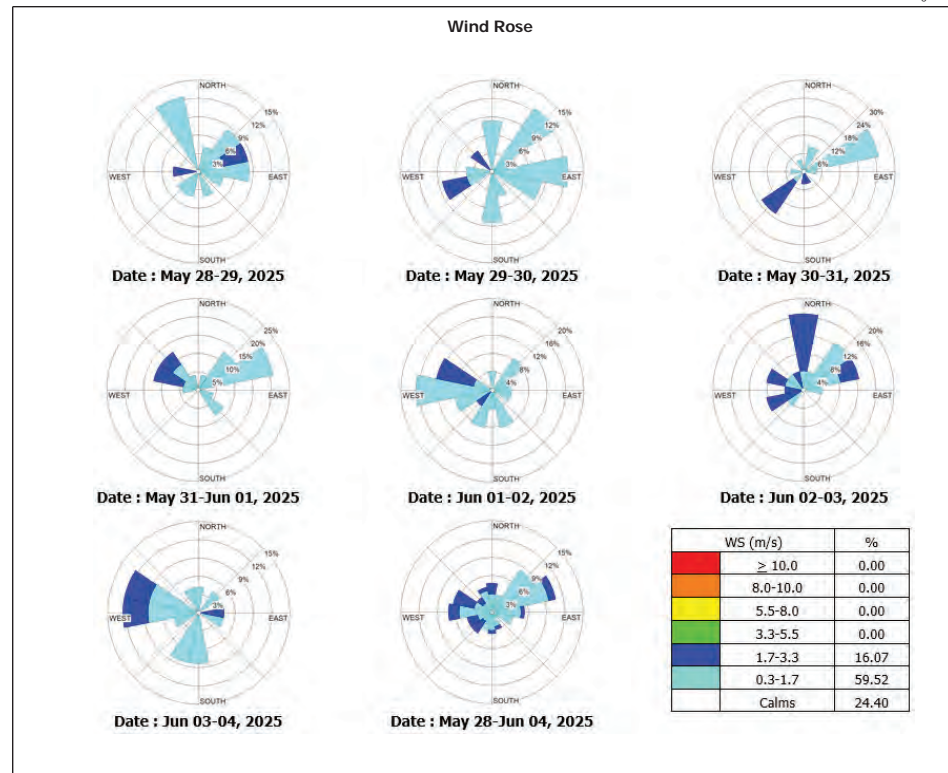 Wind Rose
NORTH
15%
12%
9%
6%
3%
WEST
EAST
SOUTH
Date : May 28-29, 2025
NORTH
15%
12%
9%
6%
3%
WEST
EAST
SOUTH
Date : May 29-30, 2025
NORTH
30%
24%
18%
12%
6%
WEST
EAST
SOUTH
Date : May 30-31, 2025
NORTH
25%
20%
15%
10%
5%
WEST
EAST
SOUTH
Date : May 31-Jun 01, 2025
NORTH
20%
16%
12%
8%
4%
WEST
EAST
SOUTH
Date : Jun 01-02, 2025
NORTH
20%
16%
12%
8%
4%
WEST
EAST
SOUTH
Date : Jun 02-03, 2025
NORTH
15%
12%
9%
6%
3%
WEST
EAST
SOUTH
Date : Jun 03-04, 2025
NORTH
15%
12%
9%
6%
3%
WEST
EAST
SOUTH
Date : May 28-Jun 04, 2025
WS (m/s) %
≥ 10.0 0.00
8.0-10.0 0.00
5.5-8.0 0.00
3.3-5.5 0.00
1.7-3.3 16.07
0.3-1.7 59.52
Calms 24.40